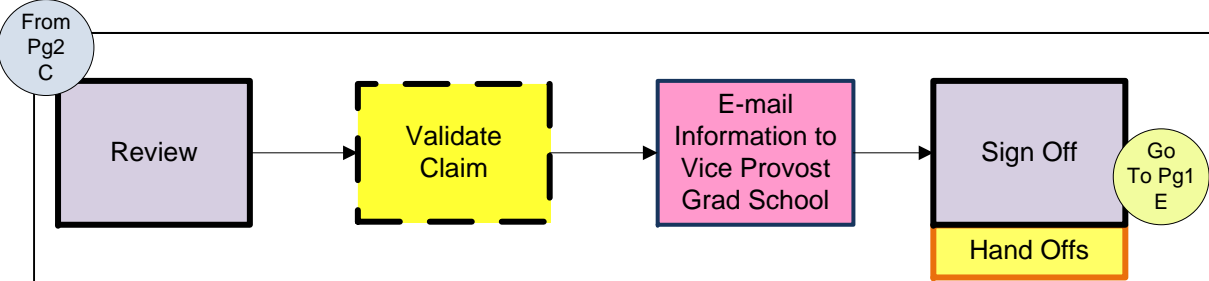 From
Pg2
C
Review
Validate
Claim
E-mail
Information to
Vice Provost
Grad School
Sign Off
Go
To Pg1
E
Hand Offs